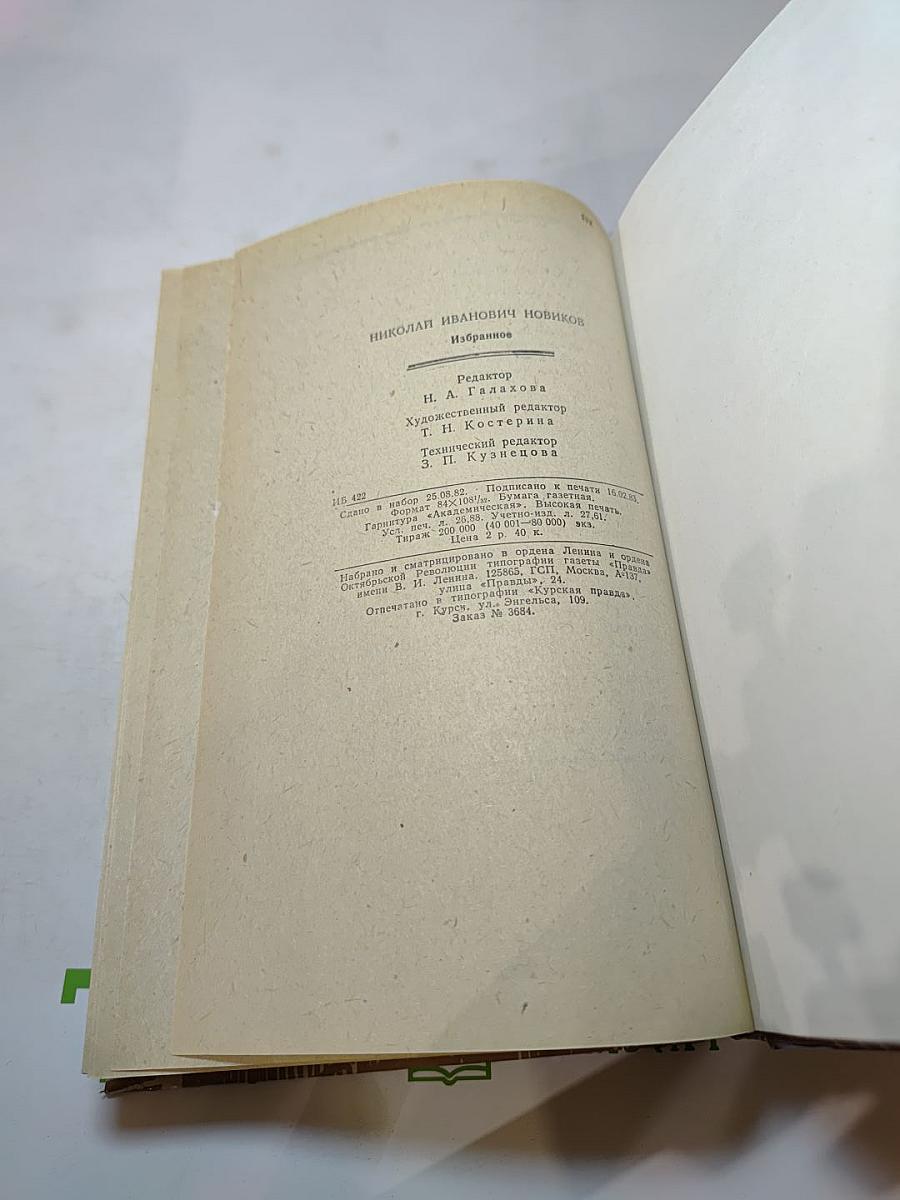 НИКОЛАЙ ИВАНОВИЧ НОВИКОВ
Избранное
Редактор
Н. А. Галахова
Художественный редактор
Т. Н. Костерина
Технический редактор
З. П. Кузнецова
ИБ 422
Сдано в набор 25.08.82. Подписано к печати 16.02.83.
Формат 84×108¹/₃₂. Бумага газетная.
Гарнитура «Академическая». Высокая печать.
Усл. печ. л. 26,88. Учетно-изд. л. 27,61.
Тираж 200 000 (40 001—80 000) экз.
Цена 2 р. 40 к.
Набрано и сматрицировано в ордена Ленина и ордена
Октябрьской Революции типографии газеты «Правда»
имени В. И. Ленина. 125865, ГСП, Москва, А-137,
улица «Правды», 24.
Отпечатано в типографии «Курская правда».
г. Курск, ул. Энгельса, 109.
Заказ № 3684.